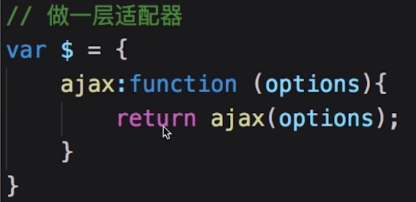 // 做一层适配器
var $ = {
    ajax:function (options){
        return ajax(options);
    }
}